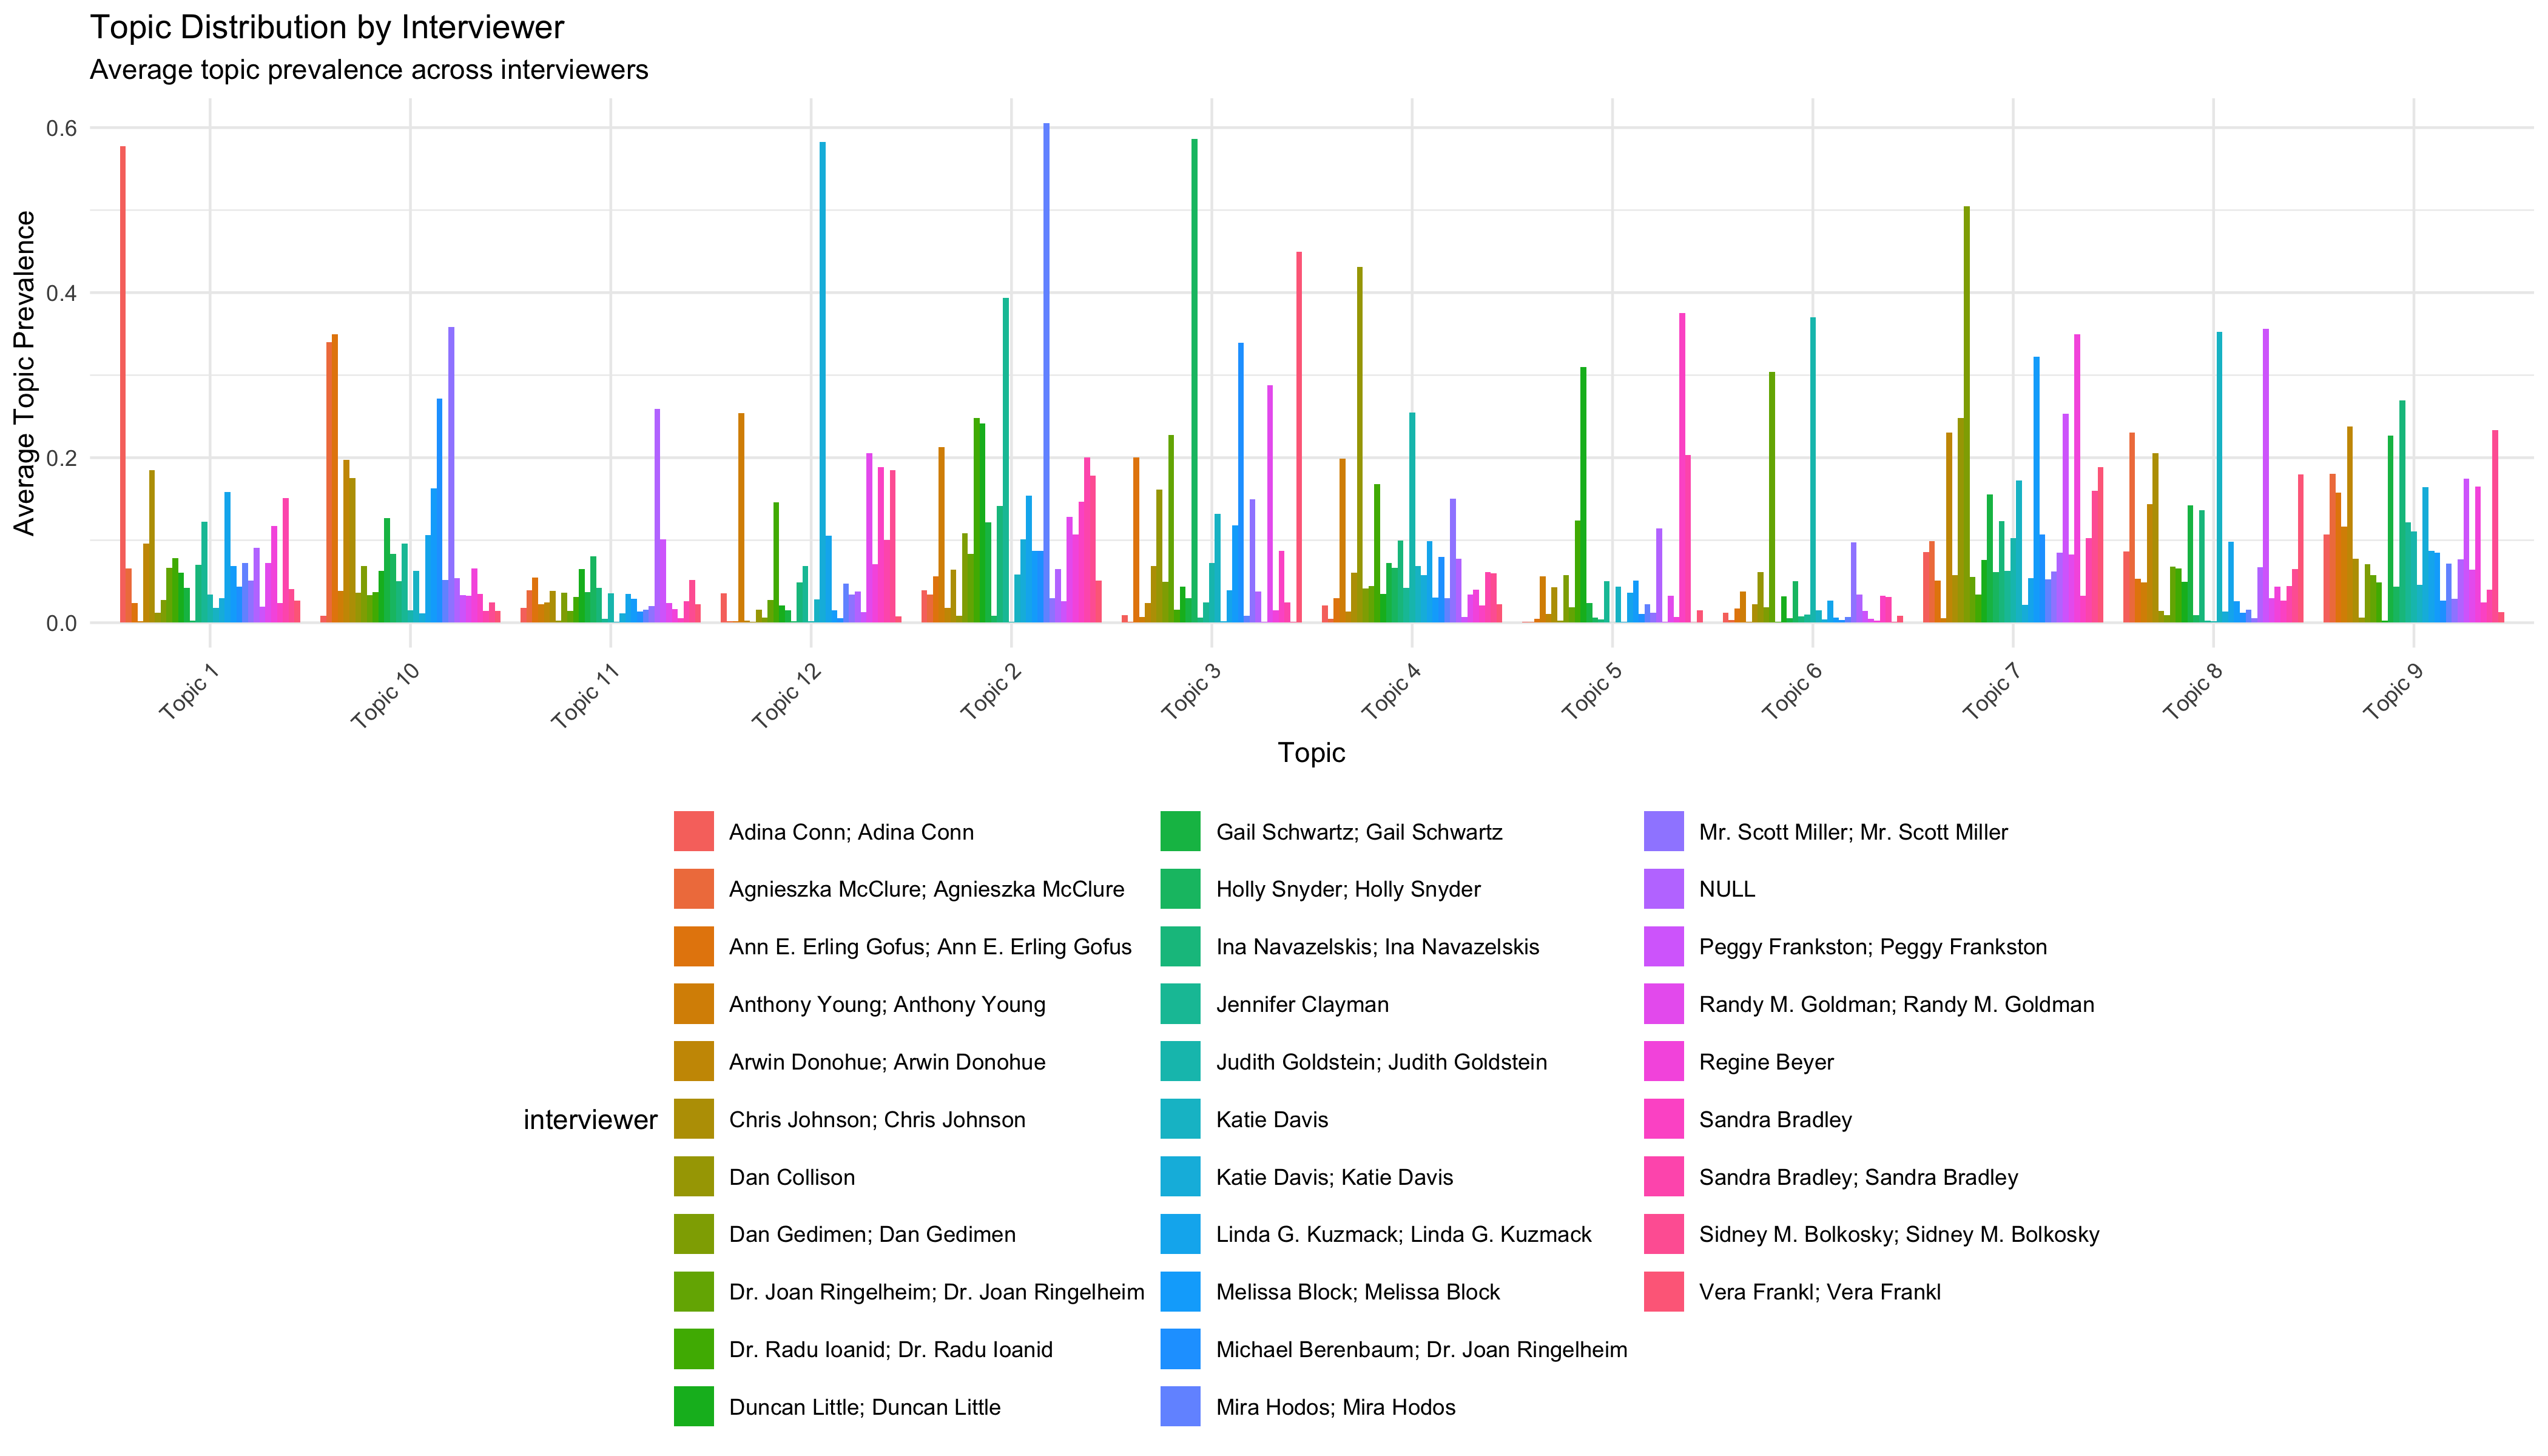 Topic Distribution by Interviewer
Average topic prevalence across interviewers
Average Topic Prevalence
0.6
0.4
0.2
0.0
Topic 1
Topic 10
Topic 11
Topic 12
Topic 2
Topic 3
Topic 4
Topic 5
Topic 6
Topic 7
Topic 8
Topic 9
Topic
interviewer
Adina Conn; Adina Conn
Agnieszka McClure; Agnieszka McClure
Ann E. Erling Gofus; Ann E. Erling Gofus
Anthony Young; Anthony Young
Arwin Donohue; Arwin Donohue
Chris Johnson; Chris Johnson
Dan Collison
Dan Gedimen; Dan Gedimen
Dr. Joan Ringelheim; Dr. Joan Ringelheim
Dr. Radu Ioanid; Dr. Radu Ioanid
Duncan Little; Duncan Little
Gail Schwartz; Gail Schwartz
Holly Snyder; Holly Snyder
Ina Navazelskis; Ina Navazelskis
Jennifer Clayman
Judith Goldstein; Judith Goldstein
Katie Davis
Katie Davis; Katie Davis
Linda G. Kuzmack; Linda G. Kuzmack
Melissa Block; Melissa Block
Michael Berenbaum; Dr. Joan Ringelheim
Mira Hodos; Mira Hodos
Mr. Scott Miller; Mr. Scott Miller
NULL
Peggy Frankston; Peggy Frankston
Randy M. Goldman; Randy M. Goldman
Regine Beyer
Sandra Bradley
Sandra Bradley; Sandra Bradley
Sidney M. Bolkosky; Sidney M. Bolkosky
Vera Frankl; Vera Frankl